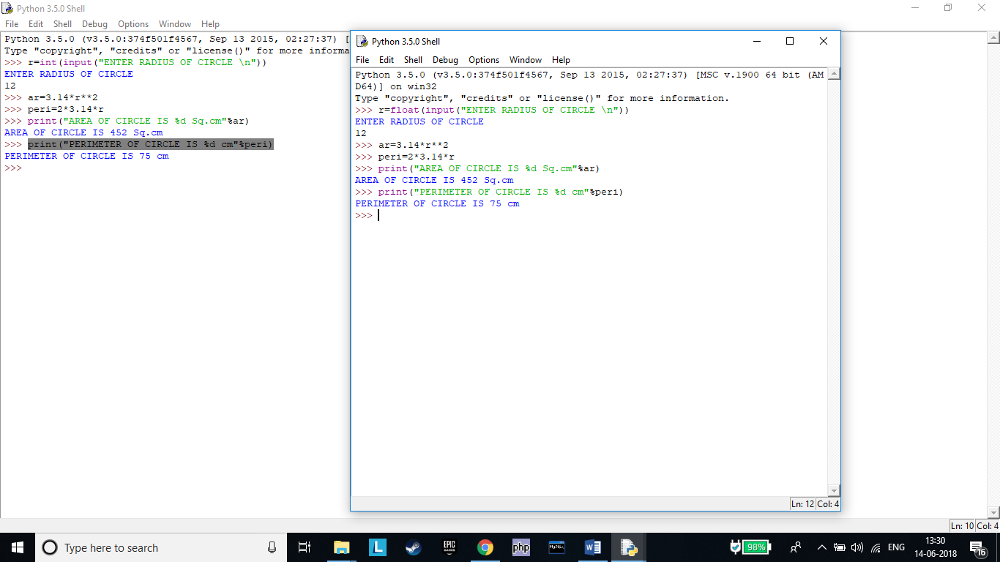 Python 3.5.0 Shell
File Edit Shell Debug Options Window Help
Python 3.5.0 (v3.5.0:374f501f4567, Sep 13 2015, 02:27:37) [
Type "copyright", "credits" or "license()" for more informa
>>> r=int(input("ENTER RADIUS OF CIRCLE \n"))
ENTER RADIUS OF CIRCLE
12
>>> ar=3.14*r**2
>>> peri=2*3.14*r
>>> print("AREA OF CIRCLE IS %d Sq.cm"%ar)
AREA OF CIRCLE IS 452 Sq.cm
>>> print("PERIMETER OF CIRCLE IS %d cm"%peri)
PERIMETER OF CIRCLE IS 75 cm
>>>
Python 3.5.0 Shell
File Edit Shell Debug Options Window Help
Python 3.5.0 (v3.5.0:374f501f4567, Sep 13 2015, 02:27:37) [MSC v.1900 64 bit (AM
D64)] on win32
Type "copyright", "credits" or "license()" for more information.
>>> r=float(input("ENTER RADIUS OF CIRCLE \n"))
ENTER RADIUS OF CIRCLE
12
>>> ar=3.14*r**2
>>> peri=2*3.14*r
>>> print("AREA OF CIRCLE IS %d Sq.cm"%ar)
AREA OF CIRCLE IS 452 Sq.cm
>>> print("PERIMETER OF CIRCLE IS %d cm"%peri)
PERIMETER OF CIRCLE IS 75 cm
>>>
Ln: 12 Col: 4
Ln: 10 Col: 4
Type here to search
L
EPIC
GAMES
php
MySQL
W
98%
ENG
13:30
14-06-2018
16